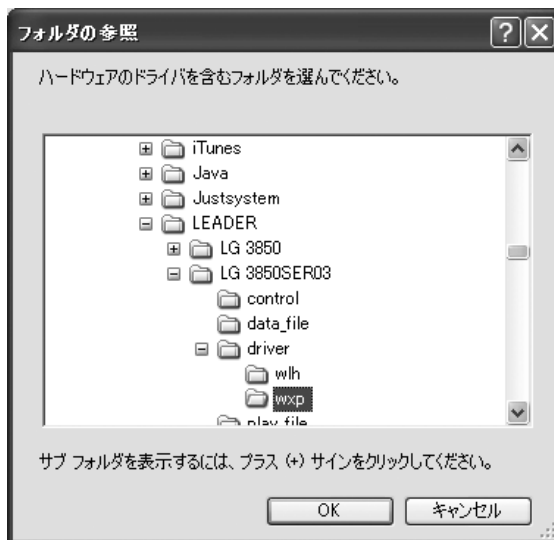 フォルダの参照
ハードウェアのドライバを含むフォルダを選んでください。
iTunes
Java
Justsystem
LEADER
LG 3850
LG 3850SER03
control
data_file
driver
wlh
wxp
play_file
サブ フォルダを表示するには、プラス (+) サインをクリックしてください。
OK
キャンセル